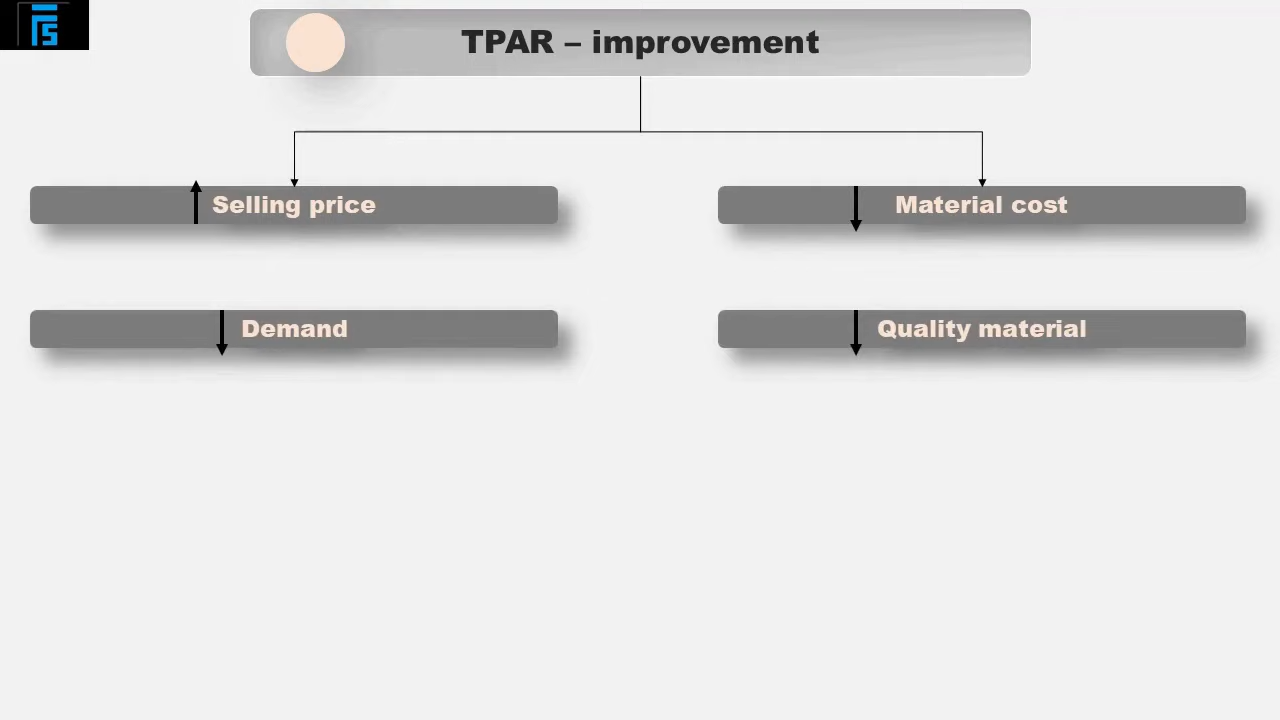 TPAR – improvement
Selling price
Material cost
Demand
Quality material